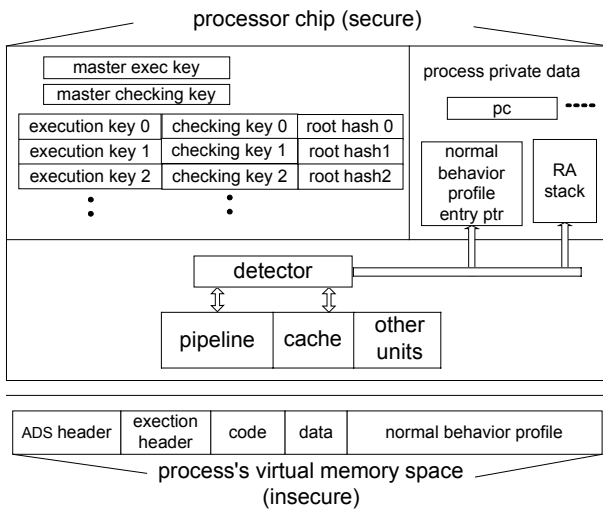 processor chip (secure)
master exec key
master checking key
execution key 0 checking key 0 root hash 0
execution key 1 checking key 1 root hash1
execution key 2 checking key 2 root hash2
process private data
pc
normal
behavior
profile
entry ptr
RA
stack
detector
pipeline
cache
other
units
ADS header
exection
header
code
data
normal behavior profile
process's virtual memory space
(insecure)